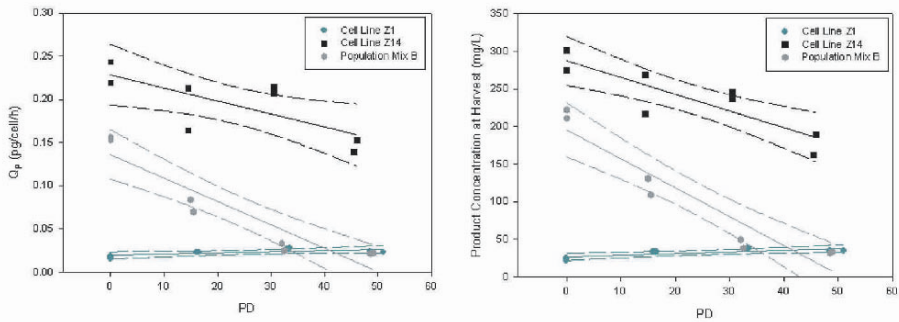 Q_P (pg/cell/h)
0.30
0.25
0.20
0.15
0.10
0.05
0.00
0
10
20
30
40
50
60
PD
Cell Line Z1
Cell Line Z14
Population Mix B
Product Concentration at Harvest (mg/L)
350
300
250
200
150
100
50
0
0
10
20
30
40
50
60
PD
Cell Line Z1
Cell Line Z14
Population Mix B